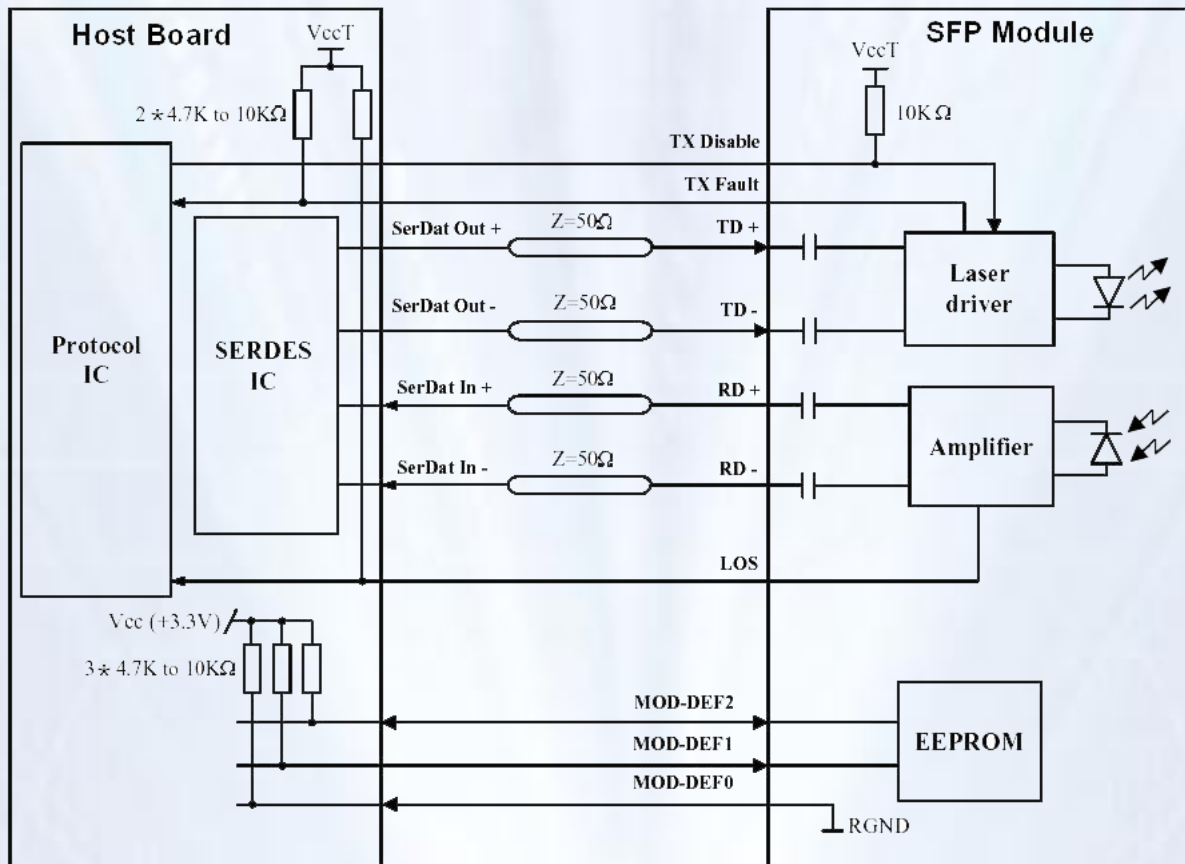 Host Board
VccT
SFP Module
VccT
2*4.7K to 10KΩ
10K Ω
TX Disable
TX Fault
SerDat Out +
Z=50Ω
TD +
Laser
driver
SerDat Out -
Z=50Ω
TD -
Protocol
IC
SERDES
IC
SerDat In +
Z=50Ω
RD +
Amplifier
SerDat In -
Z=50Ω
RD -
LOS
Vcc (+3.3V)
3*4.7K to 10KΩ
MOD-DEF2
MOD-DEF1
EEPROM
MOD-DEF0
RGND